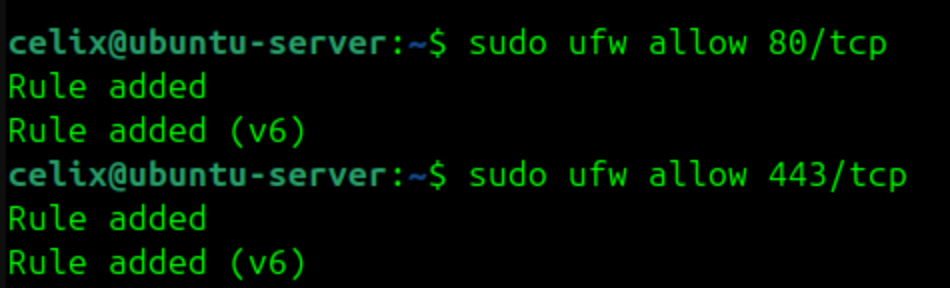 celix@ubuntu-server:~$ sudo ufw allow 80/tcp
Rule added
Rule added (v6)
celix@ubuntu-server:~$ sudo ufw allow 443/tcp
Rule added
Rule added (v6)